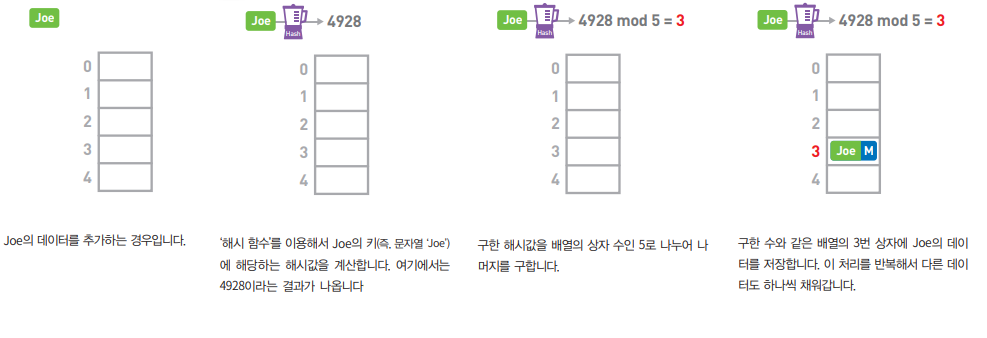 Joe
0
1
2
3
4
Joe의 데이터를 추가하는 경우입니다.
Joe Hash 4928
0
1
2
3
4
‘해시 함수’를 이용해서 Joe의 키(즉, 문자열 ‘Joe’)
에 해당하는 해시값을 계산합니다. 여기에서는
4928이라는 결과가 나옵니다
Joe Hash 4928 mod 5 = 3
0
1
2
3
4
구한 해시값을 배열의 상자 수인 5로 나누어 나
머지를 구합니다.
Joe Hash 4928 mod 5 = 3
0
1
2
3 Joe M
4
구한 수와 같은 배열의 3번 상자에 Joe의 데이
터를 저장합니다. 이 처리를 반복해서 다른 데이
터도 하나씩 채워갑니다.